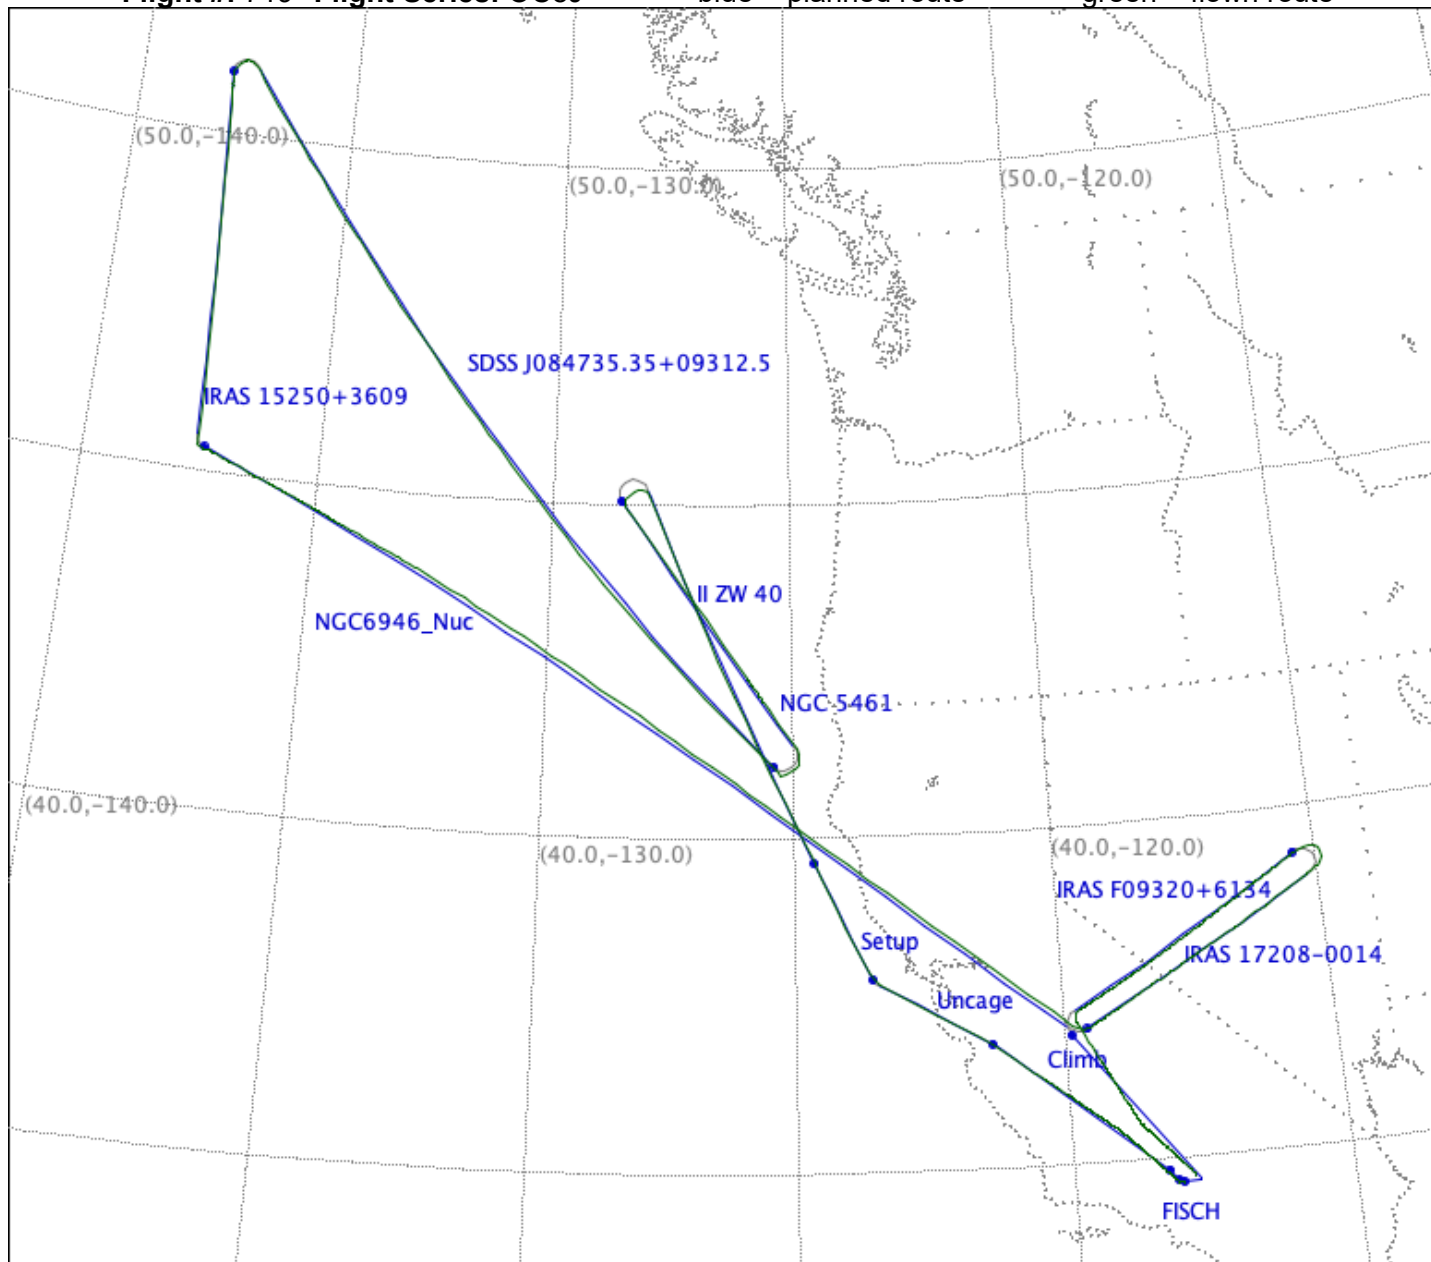 (50.0,-140.0)
(50.0,-130.0)
(50.0,-120.0)
SDSS J084735.35+09312.5
IRAS 15250+3609
II ZW 40
NGC6946_Nuc
NGC 5461
(40.0,-140.0)
(40.0,-130.0)
(40.0,-120.0)
IRAS F09320+6134
Setup
IRAS 17208-0014
Uncage
Climb
FISCH